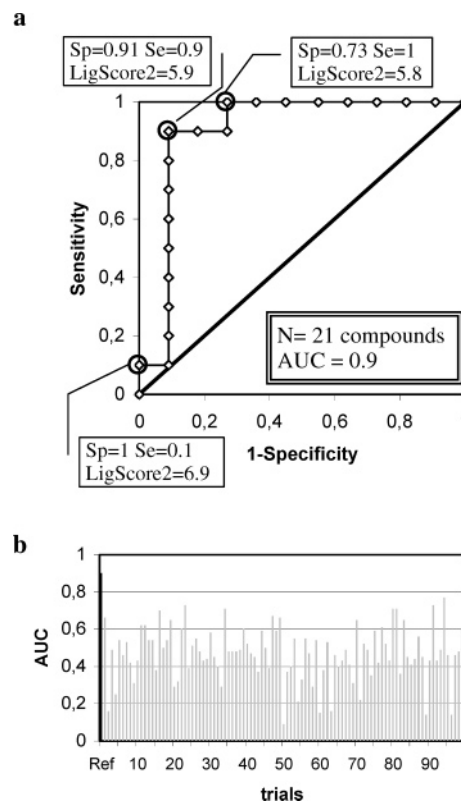 a
Sp=0.91 Se=0.9
LigScore2=5.9
Sp=0.73 Se=1
LigScore2=5.8
1
0,8
0,6
0,4
0,2
0
Sensitivity
N= 21 compounds
AUC = 0.9
0 0,2 0,4 0,6 0,8
1-Specificity
Sp=1 Se=0.1
LigScore2=6.9
b
1
0,8
0,6
0,4
0,2
0
AUC
Ref 10 20 30 40 50 60 70 80 90
trials